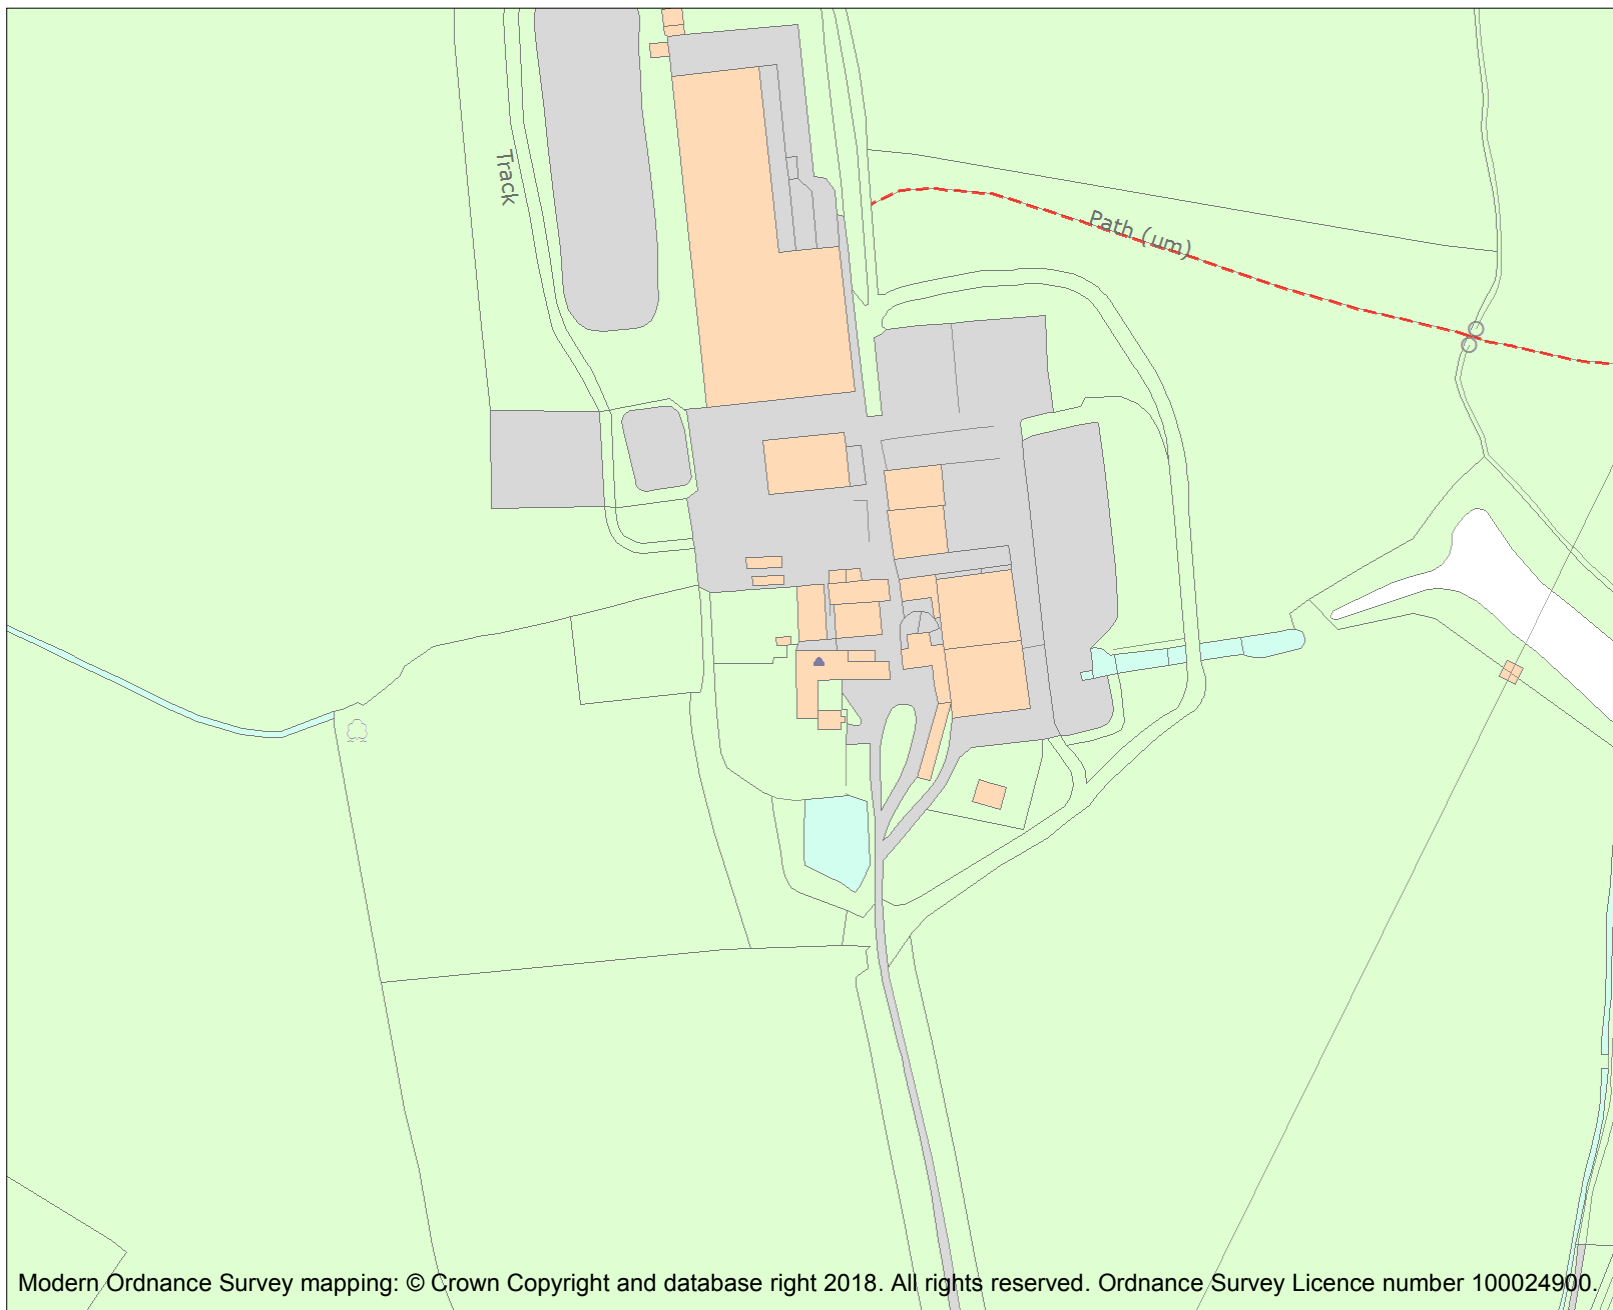 Track
Path (um)
Modern Ordnance Survey mapping: © Crown Copyright and database right 2018. All rights reserved. Ordnance Survey Licence number 100024900.